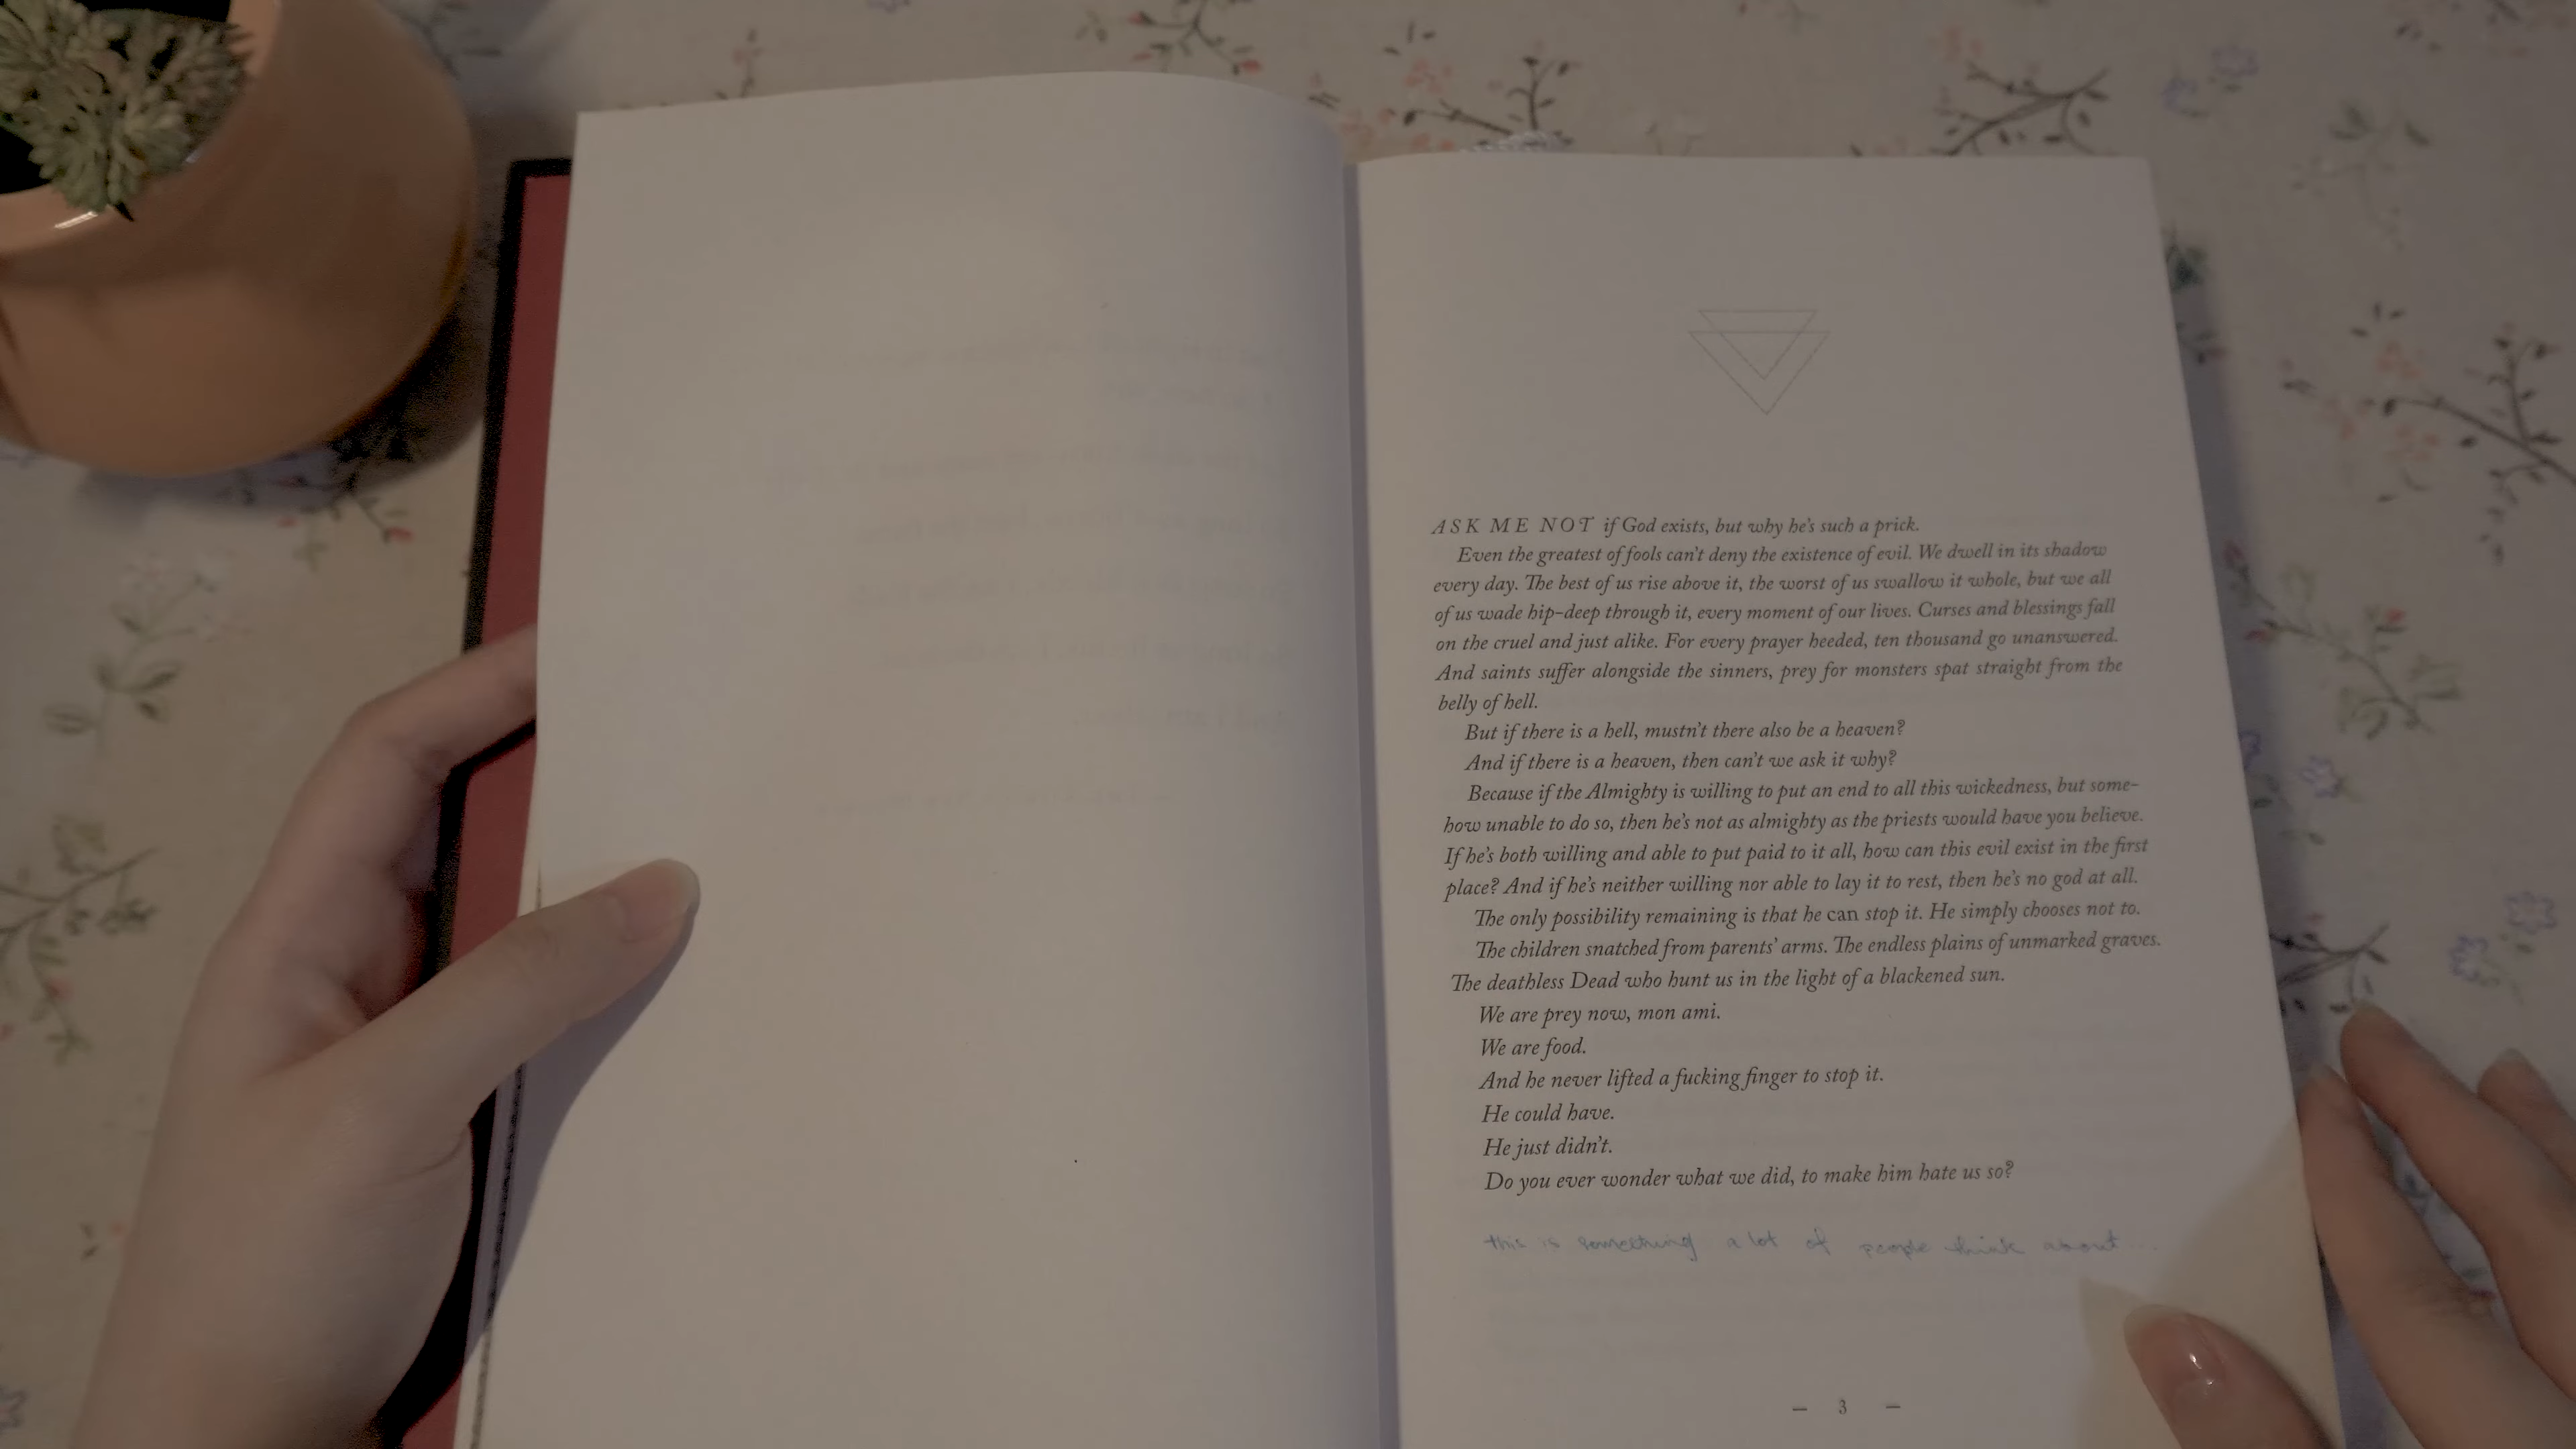 ASK ME NOT if God exists, but why he's such a prick.
Even the greatest of fools can't deny the existence of evil. We dwell in its shadow
every day. The best of us rise above it, the worst of us swallow it whole, but we all
of us wade hip-deep through it, every moment of our lives. Curses and blessings fall
on the cruel and just alike. For every prayer heeded, ten thousand go unanswered.
And saints suffer alongside the sinners, prey for monsters spat straight from the
belly of hell.
But if there is a hell, mustn't there also be a heaven?
And if there is a heaven, then can't we ask it why?
Because if the Almighty is willing to put an end to all this wickedness, but some-
how unable to do so, then he's not as almighty as the priests would have you believe.
If he's both willing and able to put paid to it all, how can this evil exist in the first
place? And if he's neither willing nor able to lay it to rest, then he's no god at all.
The only possibility remaining is that he can stop it. He simply chooses not to.
The children snatched from parents' arms. The endless plains of unmarked graves.
The deathless Dead who hunt us in the light of a blackened sun.
We are prey now, mon ami.
We are food.
And he never lifted a fucking finger to stop it.
He could have.
He just didn't.
Do you ever wonder what we did, to make him hate us so?
this is something a lot of people think about...
— 3 —